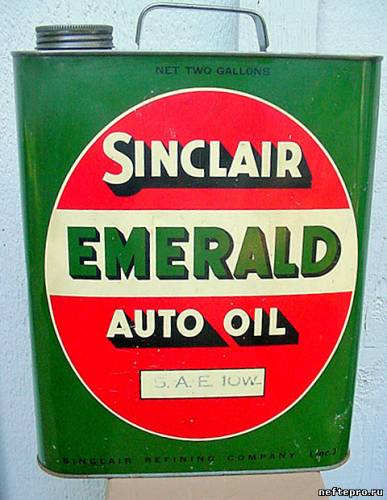 NET TWO GALLONS
SINCLAIR
EMERALD
AUTO OIL
S.A.E 10W
SINCLAIR REFINING COMPANY (Inc.)
neftepro.ru